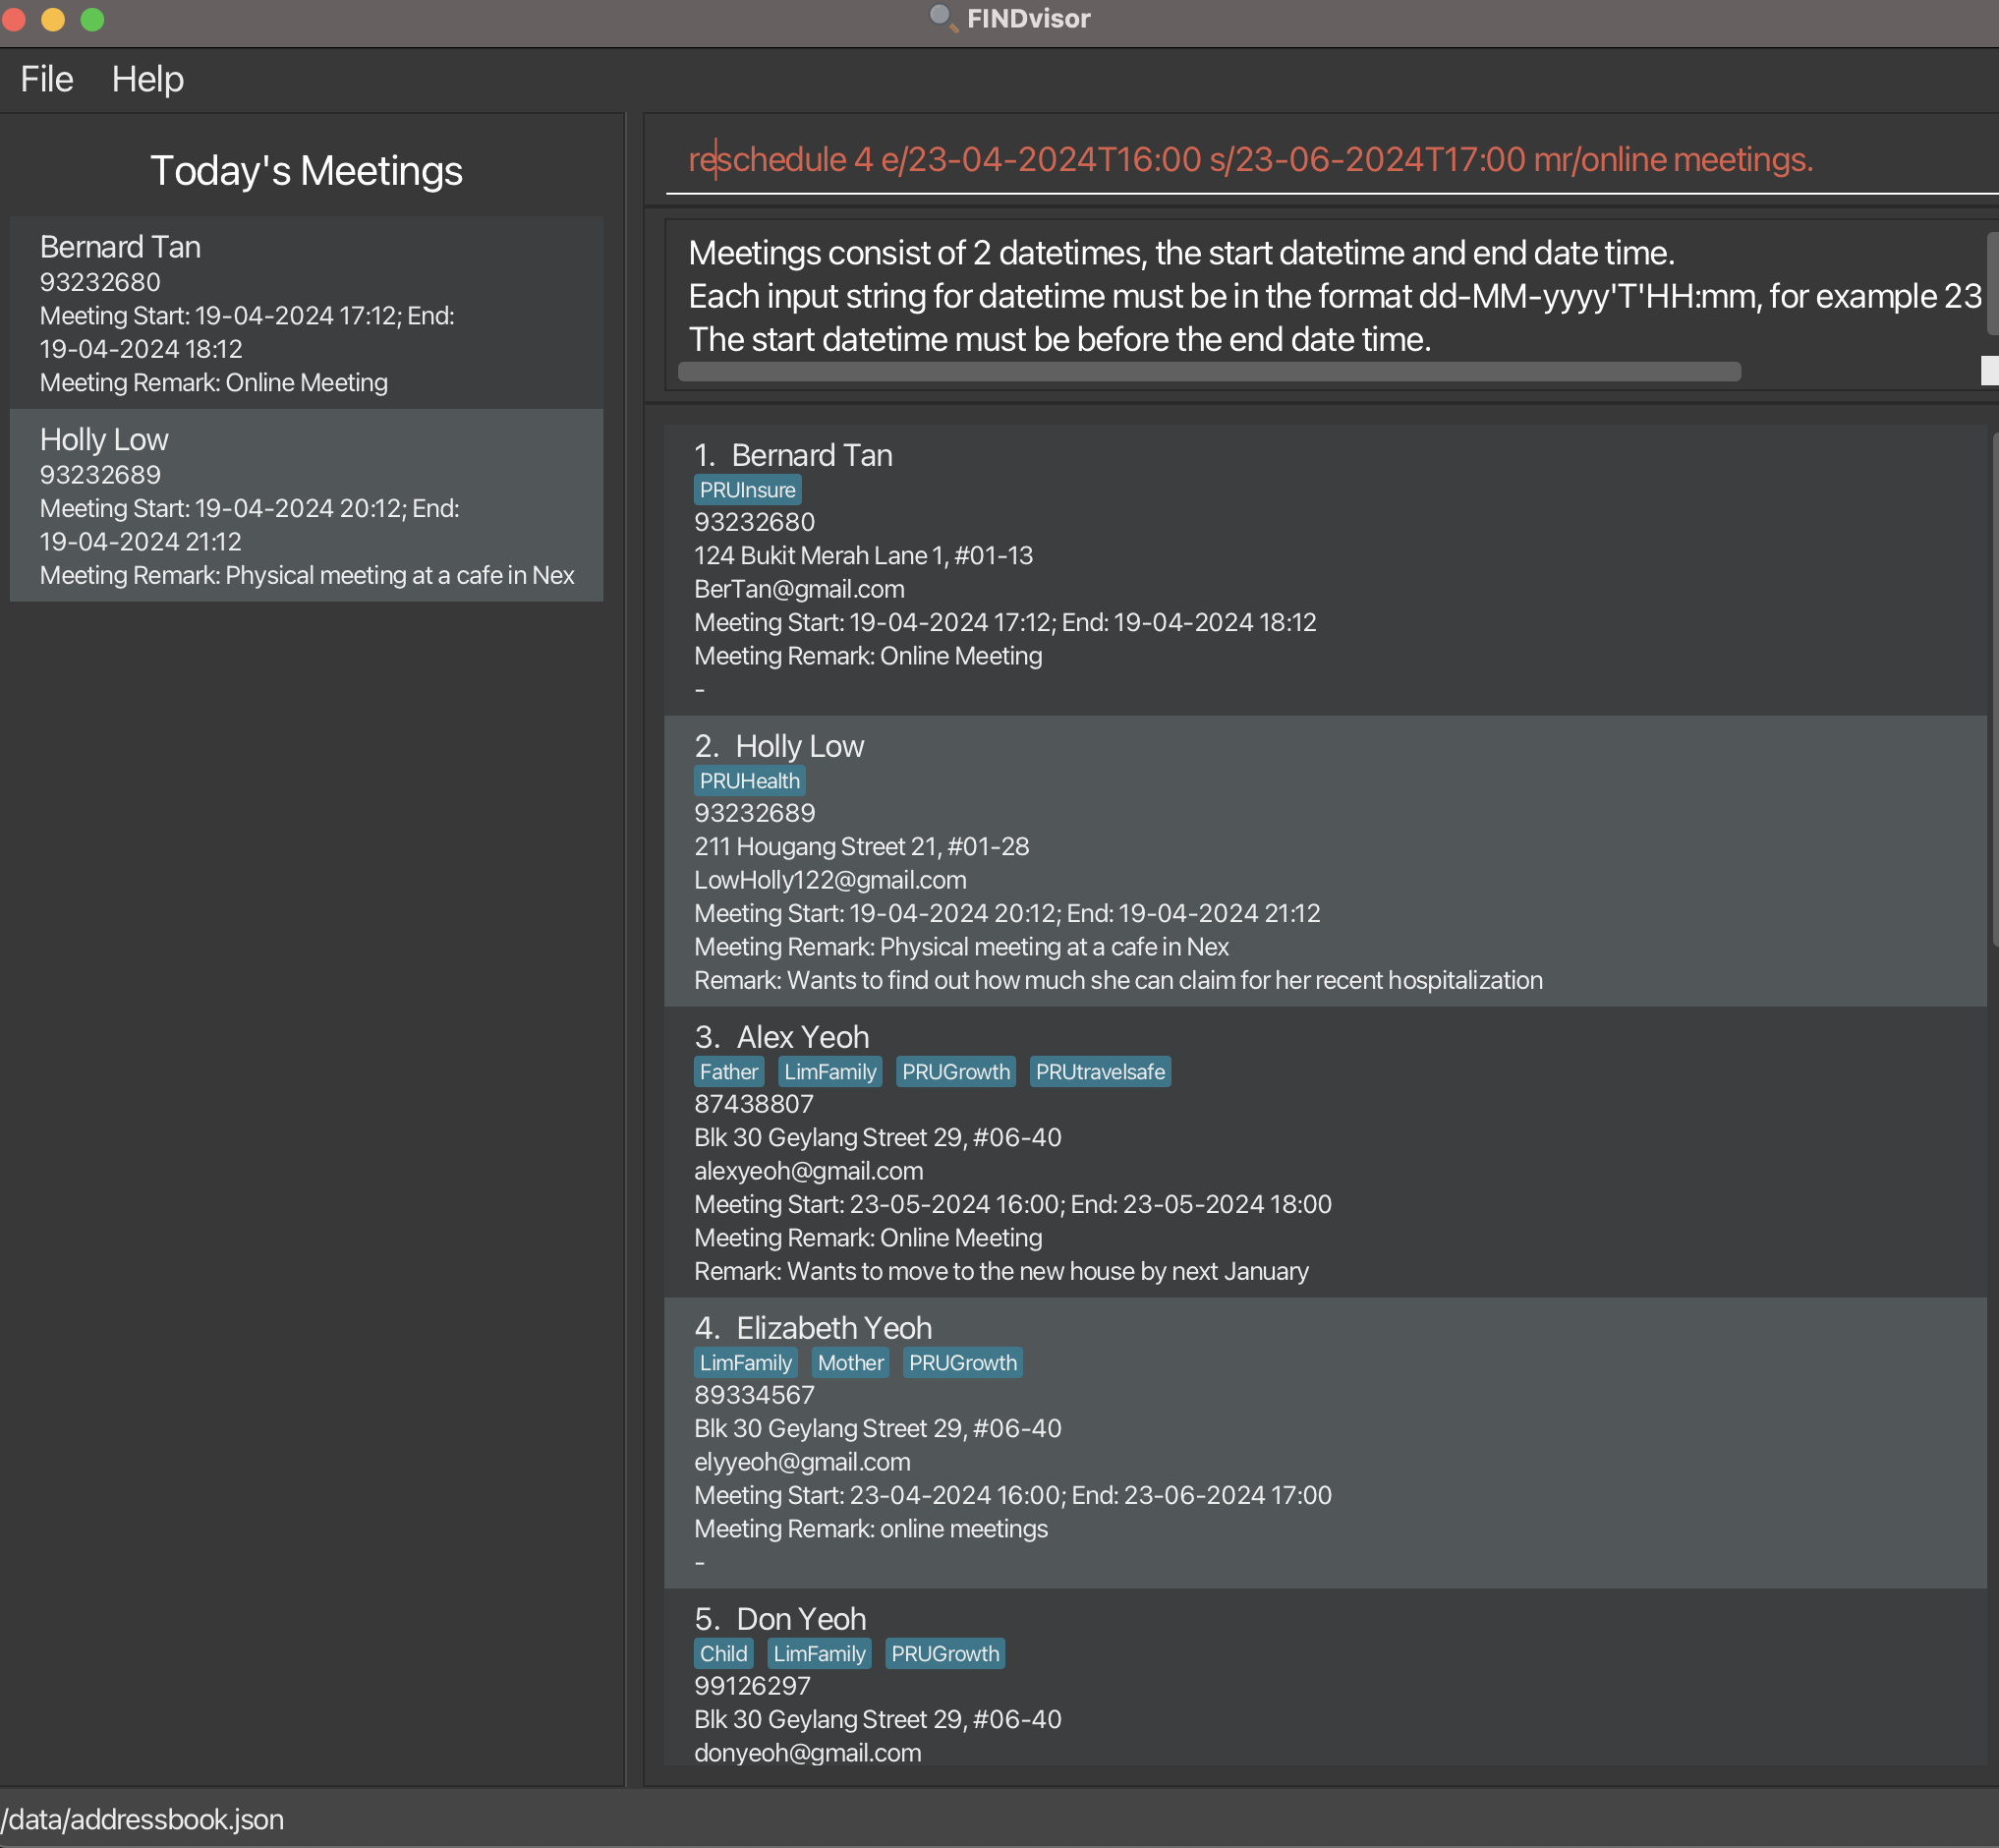 FINDvisor
File Help
Today's Meetings
Bernard Tan
93232680
Meeting Start: 19-04-2024 17:12; End:
19-04-2024 18:12
Meeting Remark: Online Meeting
Holly Low
93232689
Meeting Start: 19-04-2024 20:12; End:
19-04-2024 21:12
Meeting Remark: Physical meeting at a cafe in Nex
reschedule 4 e/23-04-2024T16:00 s/23-06-2024T17:00 mr/online meetings.
Meetings consist of 2 datetimes, the start datetime and end date time.
Each input string for datetime must be in the format dd-MM-yyyy'T'HH:mm, for example 23
The start datetime must be before the end date time.
1. Bernard Tan
PRUInsure
93232680
124 Bukit Merah Lane 1, #01-13
BerTan@gmail.com
Meeting Start: 19-04-2024 17:12; End: 19-04-2024 18:12
Meeting Remark: Online Meeting
-
2. Holly Low
PRUHealth
93232689
211 Hougang Street 21, #01-28
LowHolly122@gmail.com
Meeting Start: 19-04-2024 20:12; End: 19-04-2024 21:12
Meeting Remark: Physical meeting at a cafe in Nex
Remark: Wants to find out how much she can claim for her recent hospitalization
3. Alex Yeoh
Father LimFamily PRUGrowth PRUtravelsafe
87438807
Blk 30 Geylang Street 29, #06-40
alexyeoh@gmail.com
Meeting Start: 23-05-2024 16:00; End: 23-05-2024 18:00
Meeting Remark: Online Meeting
Remark: Wants to move to the new house by next January
4. Elizabeth Yeoh
LimFamily Mother PRUGrowth
89334567
Blk 30 Geylang Street 29, #06-40
elyyeoh@gmail.com
Meeting Start: 23-04-2024 16:00; End: 23-06-2024 17:00
Meeting Remark: online meetings
-
5. Don Yeoh
Child LimFamily PRUGrowth
99126297
Blk 30 Geylang Street 29, #06-40
donyeoh@gmail.com
/data/addressbook.json